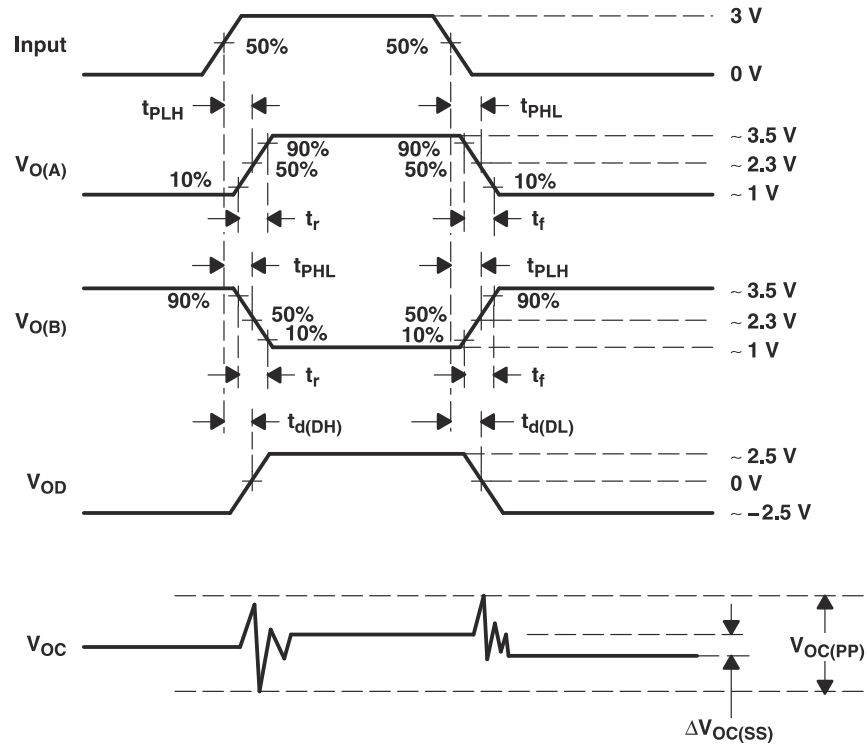 3 V
Input
50%
50%
0 V
tPLH
tPHL
~ 3.5 V
90%
90%
VO(A)
50%
50%
~ 2.3 V
10%
10%
~ 1 V
tr
tf
tPHL
tPLH
~ 3.5 V
90%
90%
VO(B)
50%
50%
~ 2.3 V
10%
10%
~ 1 V
tr
tf
td(DH)
td(DL)
~ 2.5 V
VOD
0 V
~ −2.5 V
VOC
VOC(PP)
ΔVOC(SS)